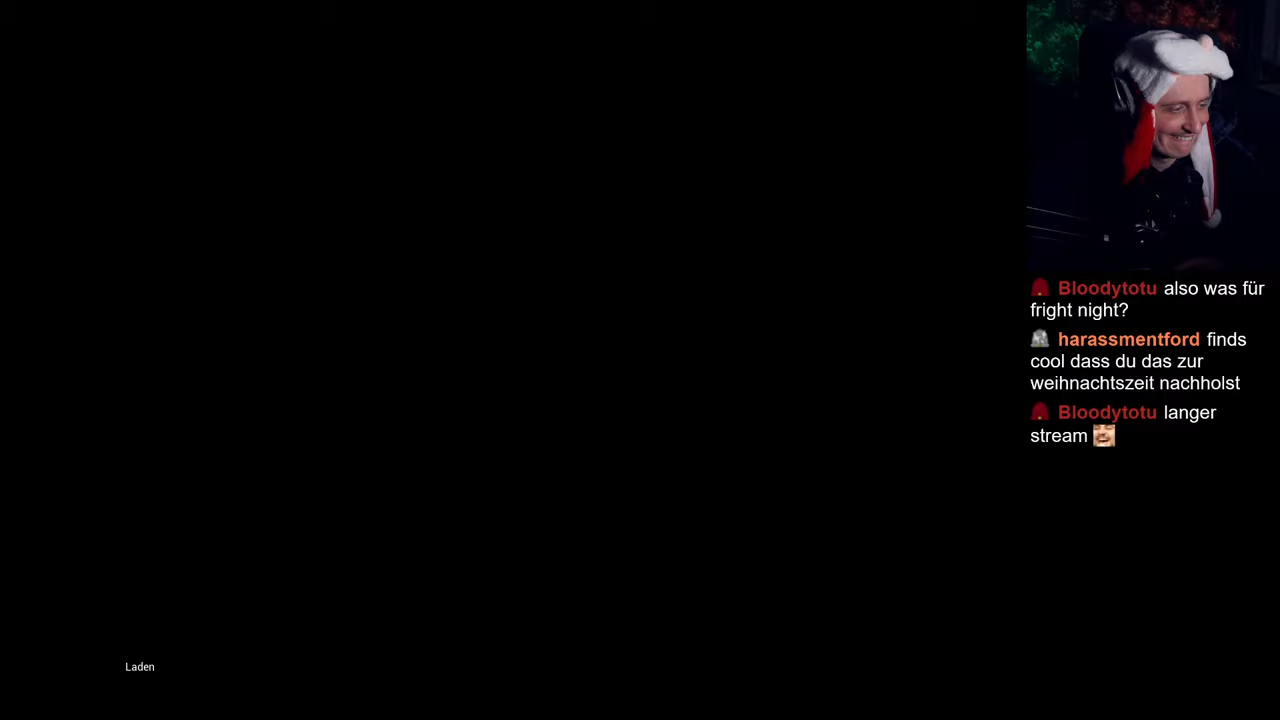 Bloodytotu also was für
fright night?
harassmentford finds
cool dass du das zur
weihnachtszeit nachholst
Bloodytotu langer
stream
Laden